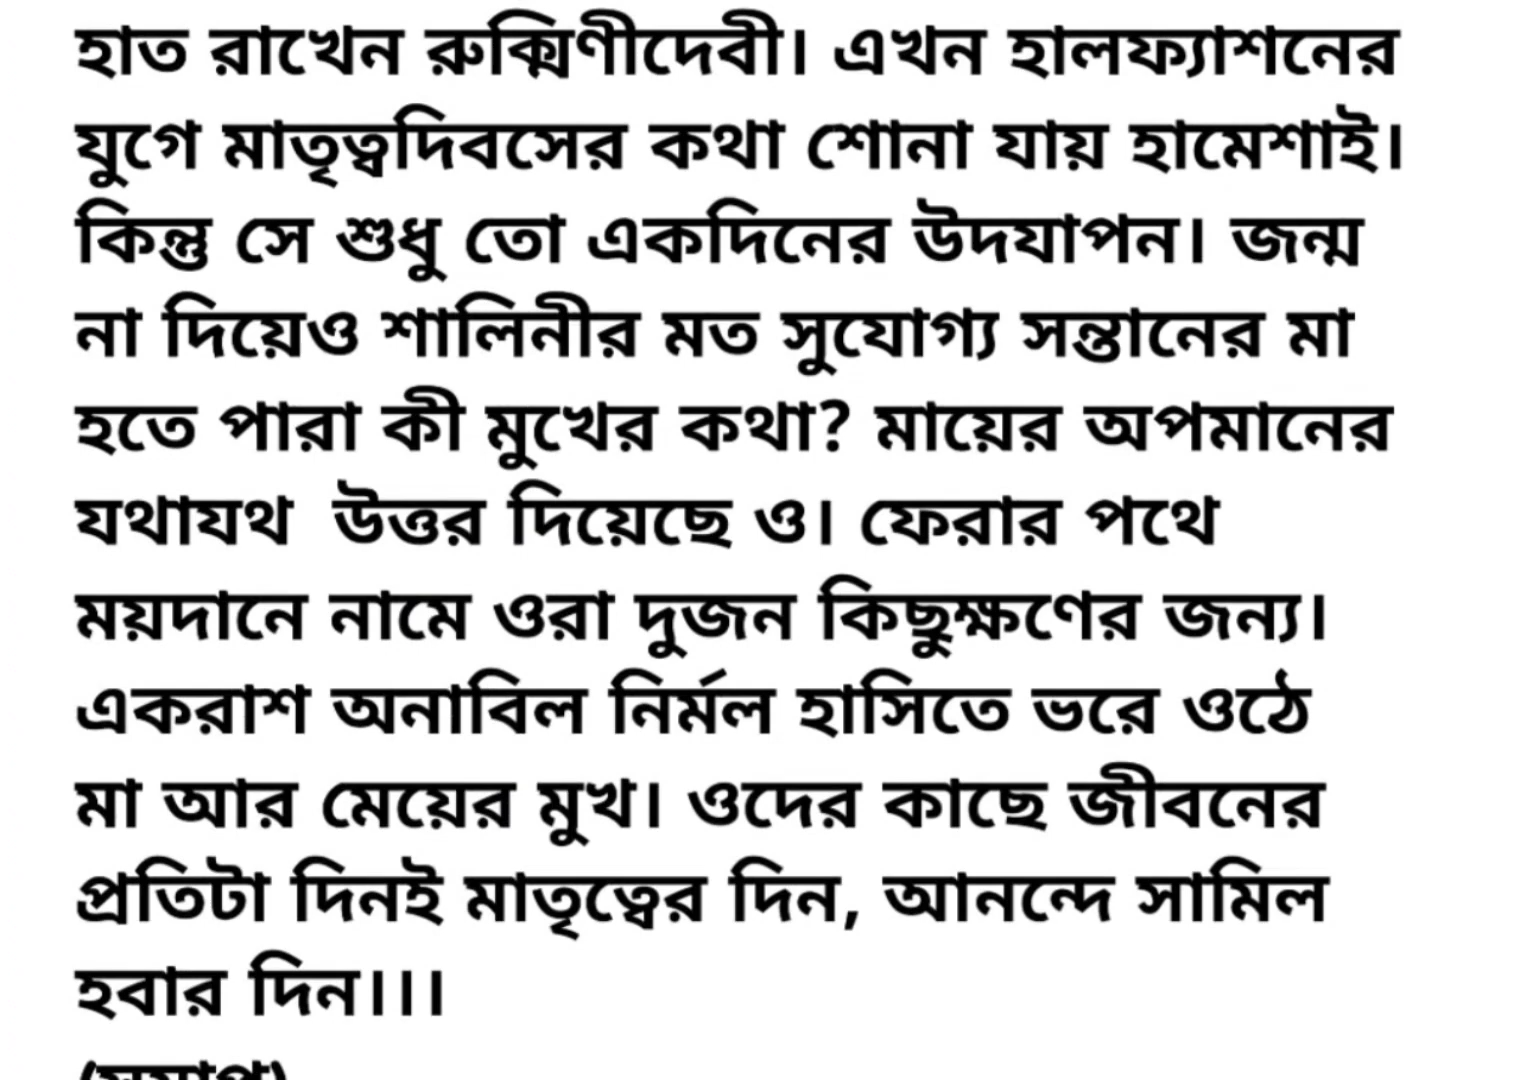 হাত রাখেন রুক্মিণীদেবী। এখন হালফ্যাশনের
যুগে মাতৃত্বদিবসের কথা শোনা যায় হামেশাই।
কিন্তু সে শুধু তো একদিনের উদযাপন। জন্ম
না দিয়েও শালিনীর মত সুযোগ্য সন্তানের মা
হতে পারা কী মুখের কথা? মায়ের অপমানের
যথাযথ  উত্তর দিয়েছে ও। ফেরার পথে
ময়দানে নামে ওরা দুজন কিছুক্ষণের জন্য।
একরাশ অনাবিল নির্মল হাসিতে ভরে ওঠে
মা আর মেয়ের মুখ। ওদের কাছে জীবনের
প্রতিটা দিনই মাতৃত্বের দিন, আনন্দে সামিল
হবার দিন।।।